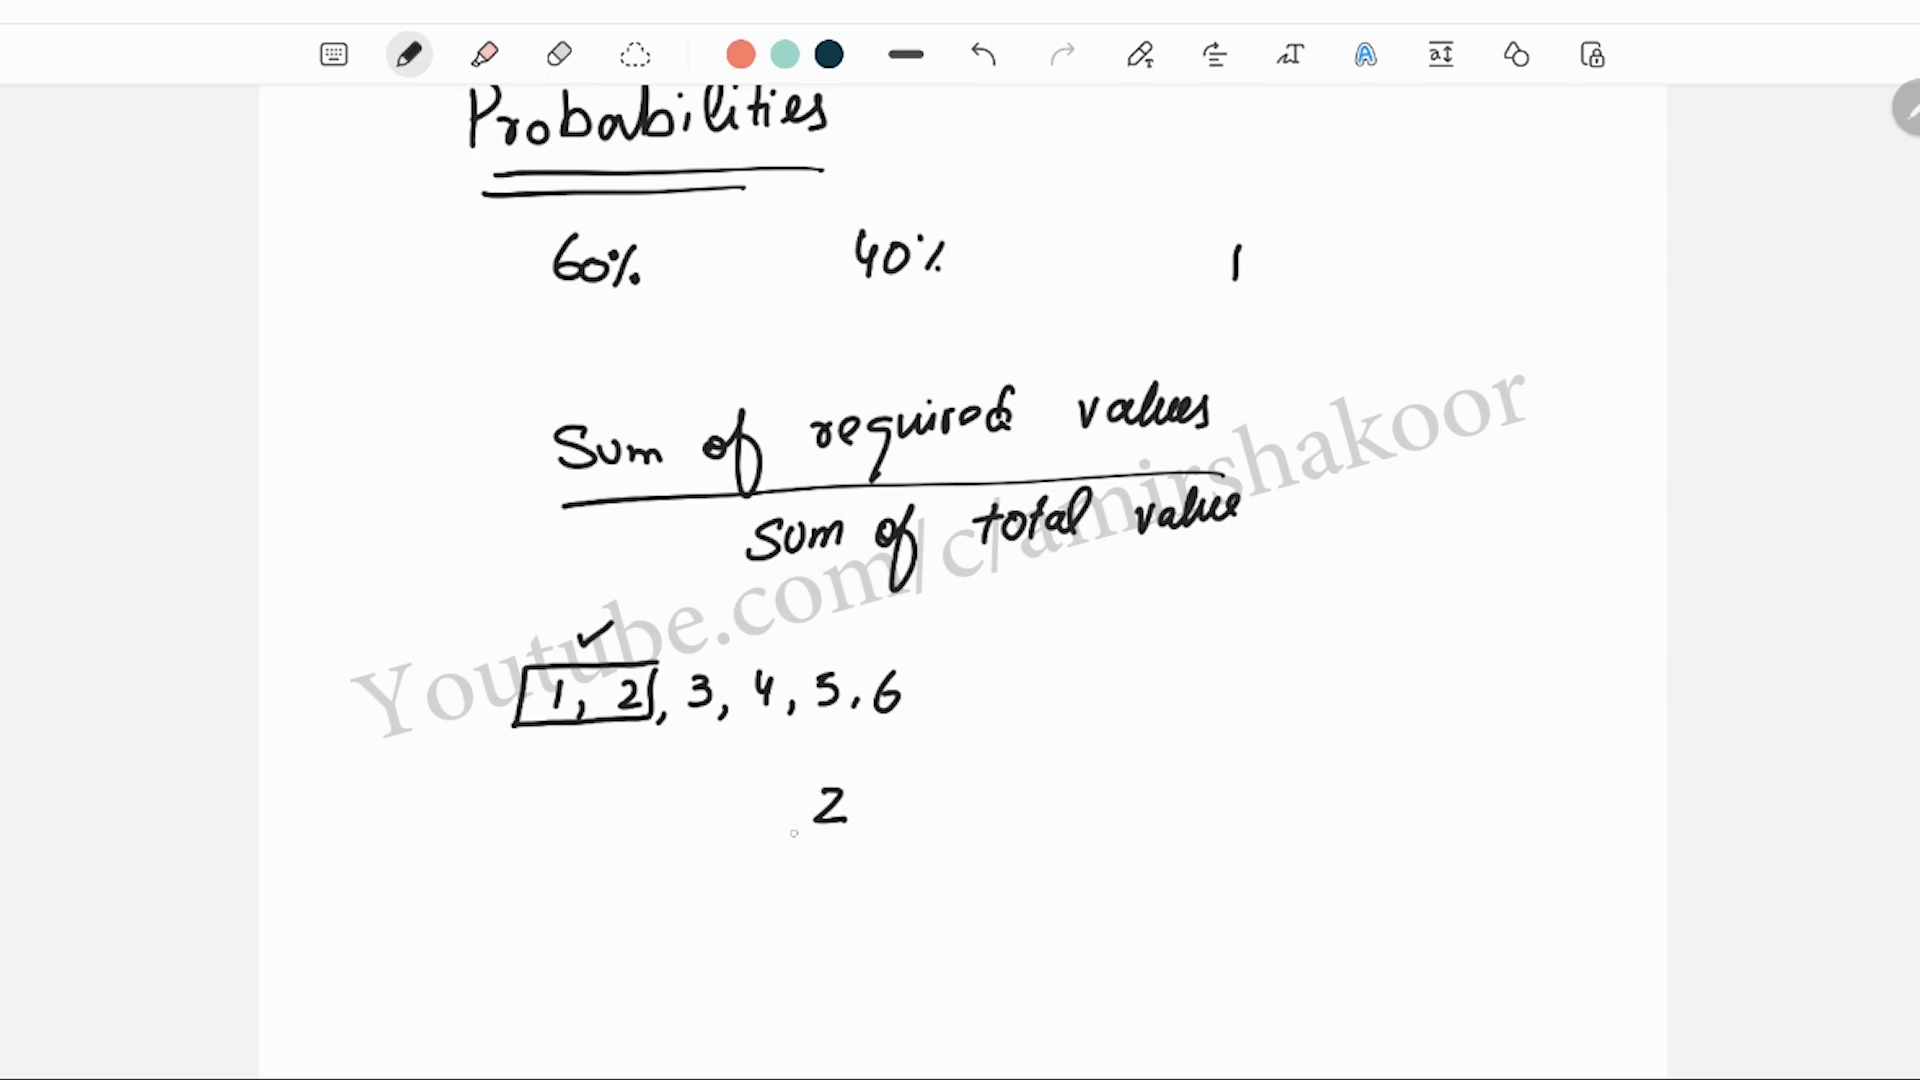 Probabilities
60% 40% 1
Sum of required values
Sum of total value
1, 2, 3, 4, 5, 6
2
Youtube.com/c/amirshakoor